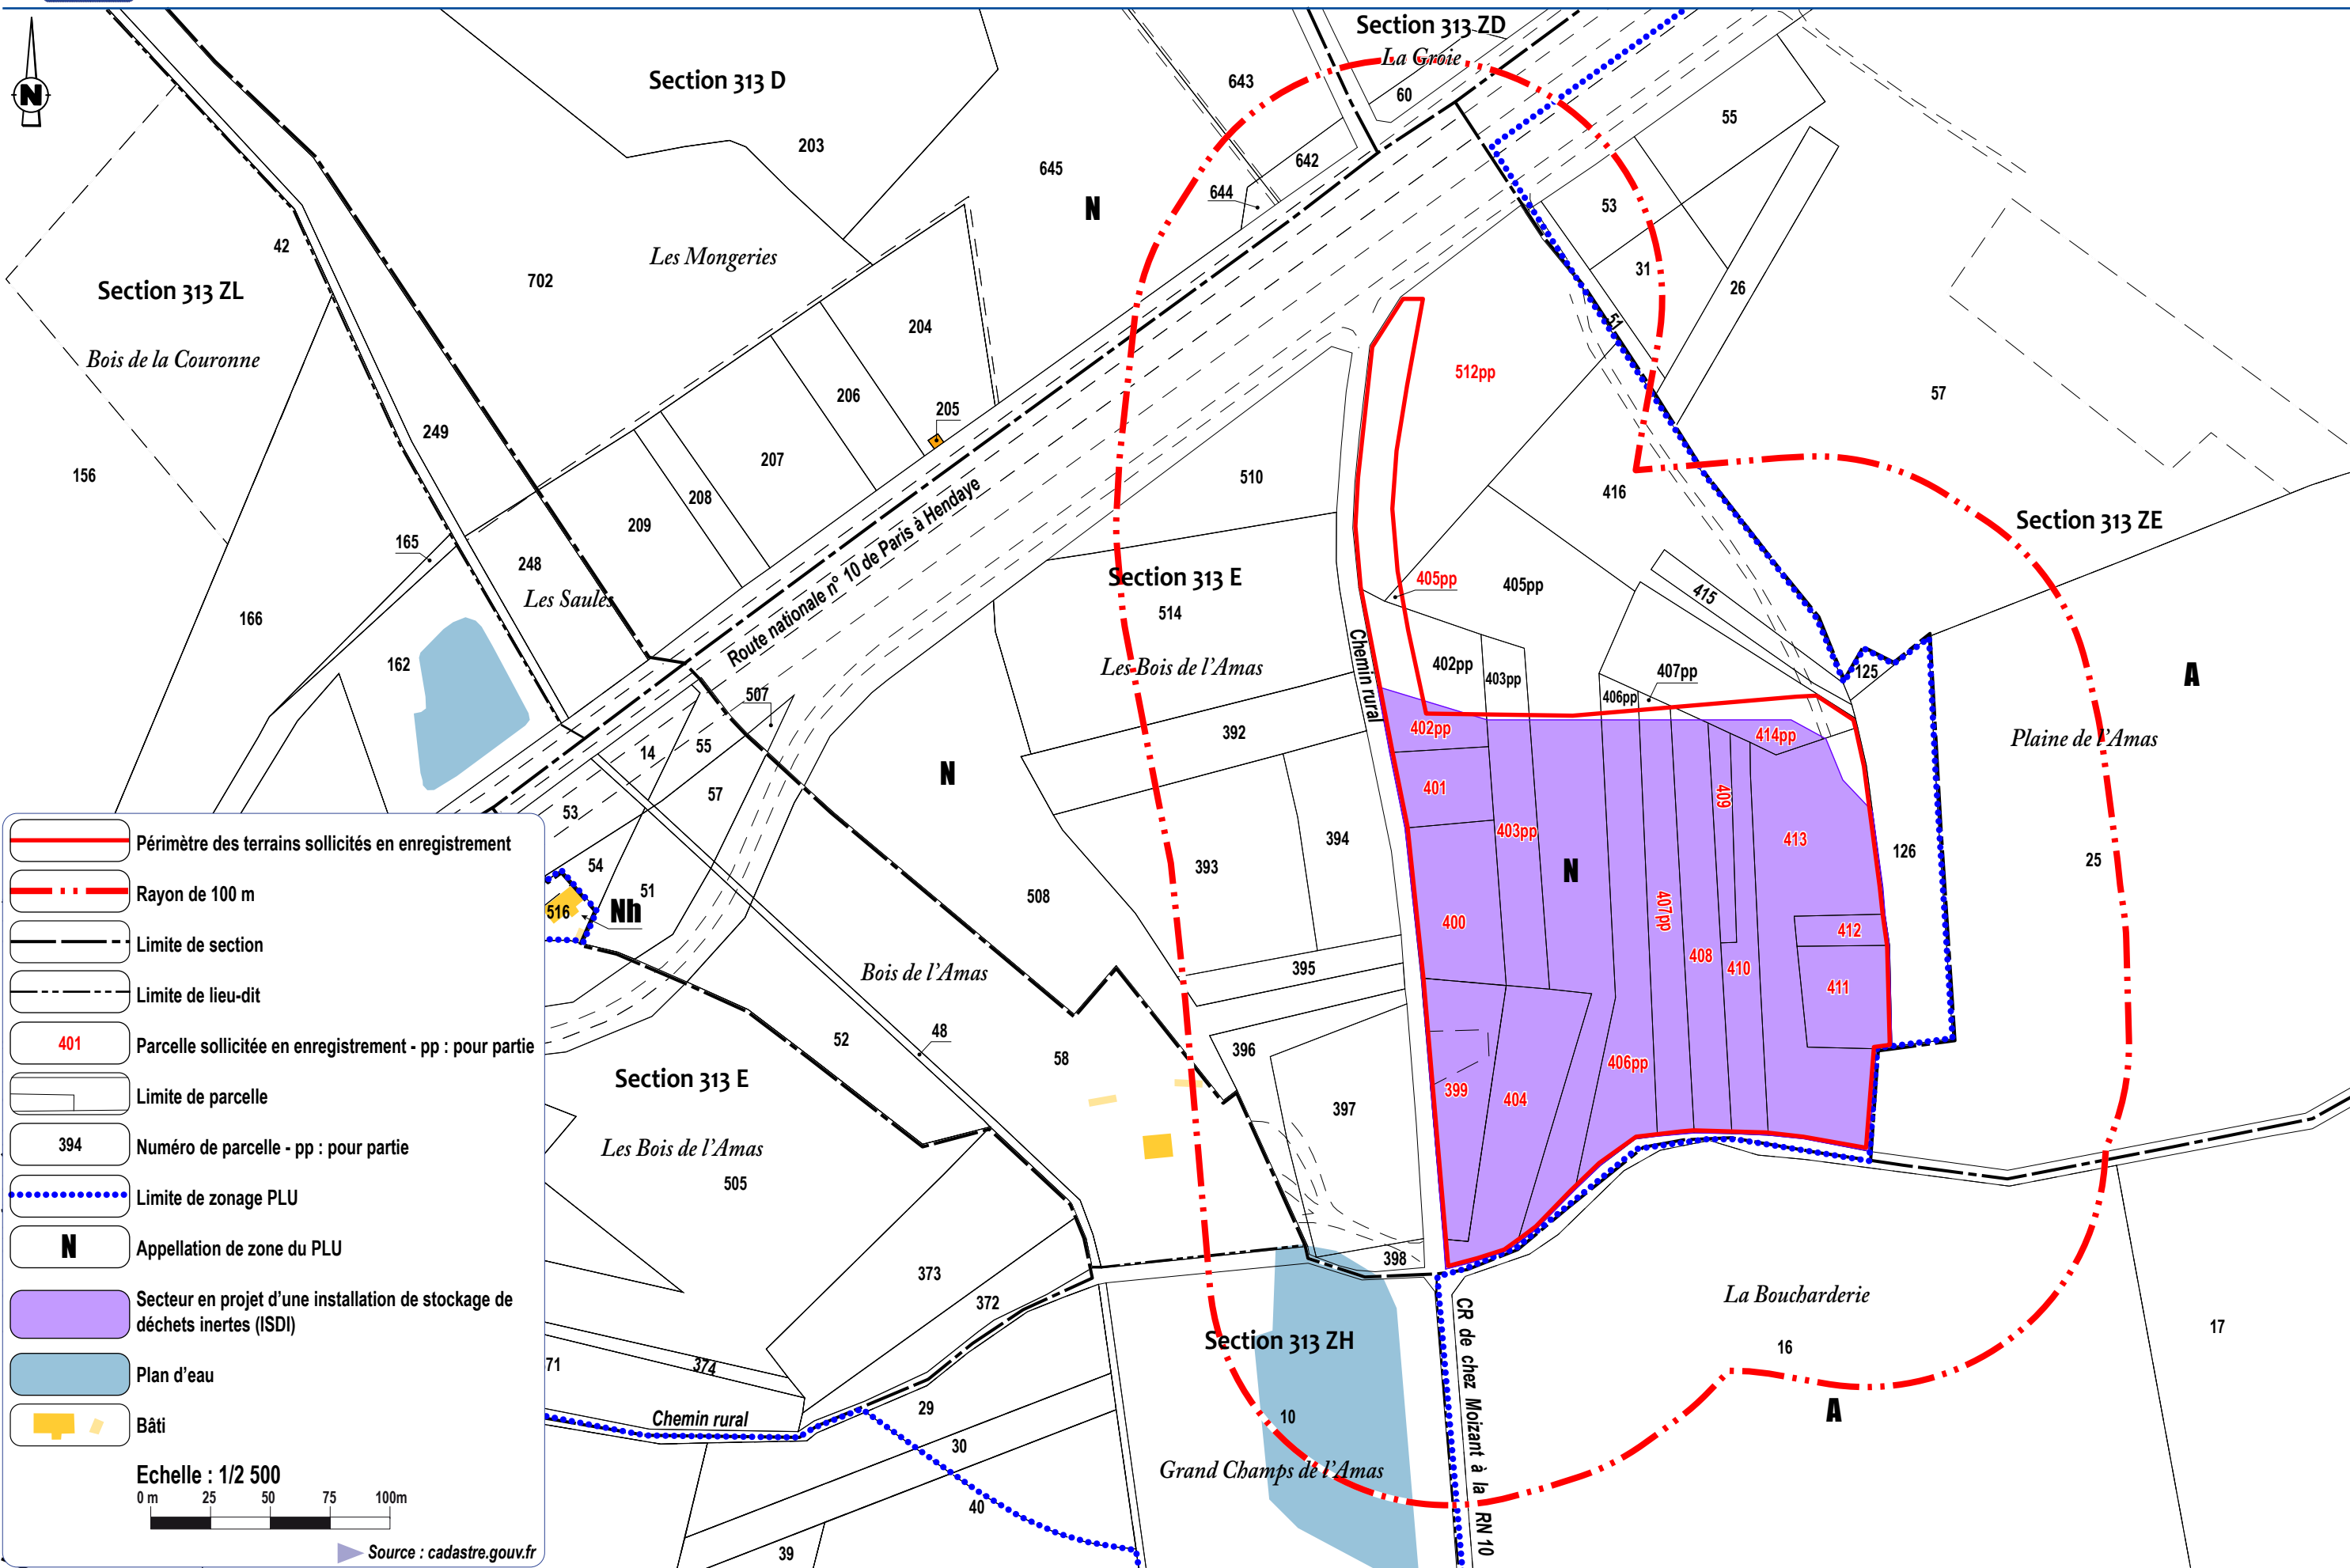 Section 313 ZD
La Groie
N
Section 313 D
643
60
203
55
642
645
644
N
53
42
702
Les Mongeries
31
Section 313 ZL
26
204
51
Bois de la Couronne
512pp
206
57
205
249
207
156
510
416
208
209
Section 313 ZE
Route nationale n° 10 de Paris à Hendaye
165
248
Section 313 E
405pp
405pp
Les Saules
415
514
166
Chemin rural
162
Les Bois de l'Amas
402pp
403pp
407pp
125
A
507
406pp
392
402pp
414pp
Plaine de l'Amas
14
55
N
401
57
409
53
403pp
394
413
126
25
54
393
N
51
508
516
Nh
400
407pp
412
408
410
395
Bois de l'Amas
411
48
52
58
396
406pp
Section 313 E
399
404
397
Les Bois de l'Amas
505
398
373
La Boucharderie
372
Section 313 ZH
CR de chez Moizant à la RN 10
17
16
71
374
29
10
A
Chemin rural
30
Grand Champs de l'Amas
40
39
Périmètre des terrains sollicités en enregistrement
Rayon de 100 m
Limite de section
Limite de lieu-dit
401
Parcelle sollicitée en enregistrement - pp : pour partie
Limite de parcelle
394
Numéro de parcelle - pp : pour partie
Limite de zonage PLU
N
Appellation de zone du PLU
Secteur en projet d'une installation de stockage de
déchets inertes (ISDI)
Plan d'eau
Bâti
Echelle : 1/2 500
0 m 25 50 75 100m
Source : cadastre.gouv.fr